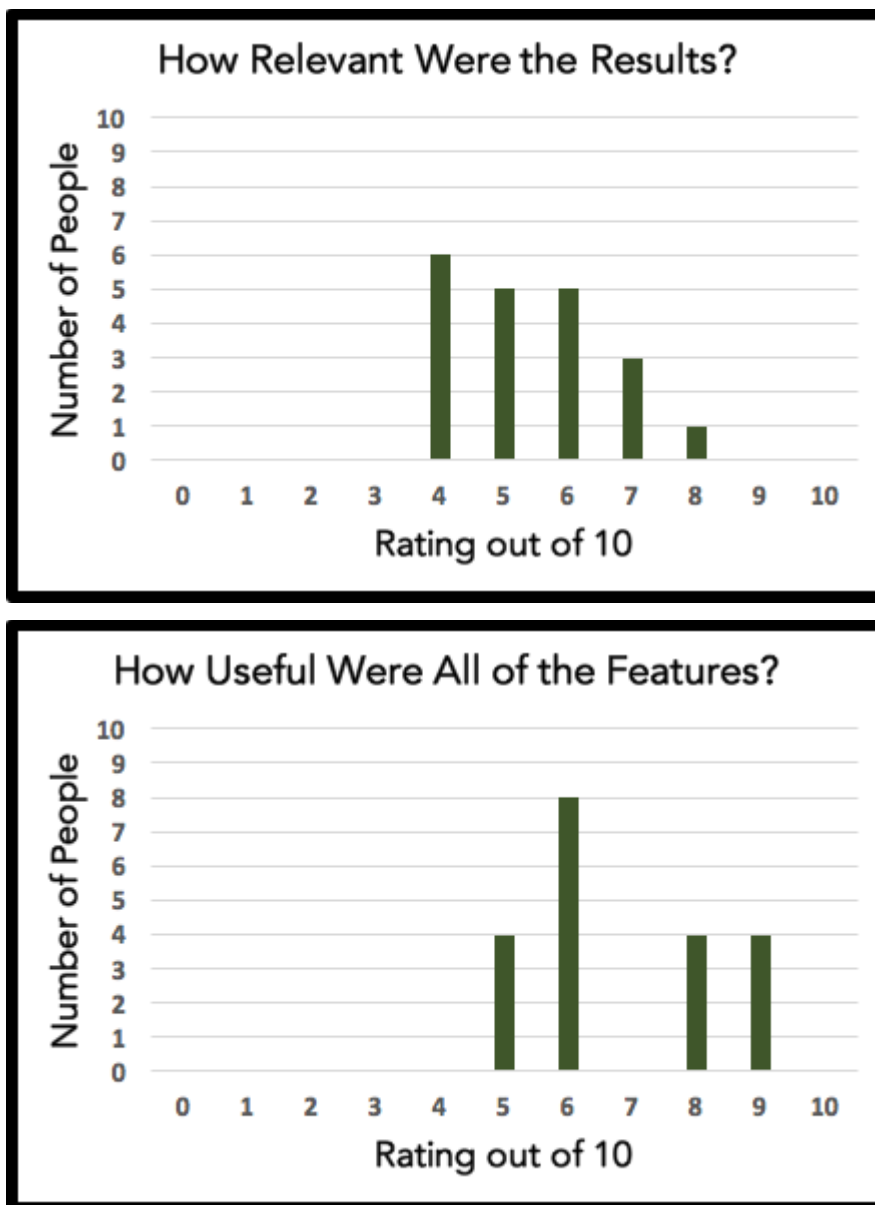 How Relevant Were the Results?
Number of People
10
9
8
7
6
5
4
3
2
1
0
0 1 2 3 4 5 6 7 8 9 10
Rating out of 10
How Useful Were All of the Features?
Number of People
10
9
8
7
6
5
4
3
2
1
0
0 1 2 3 4 5 6 7 8 9 10
Rating out of 10